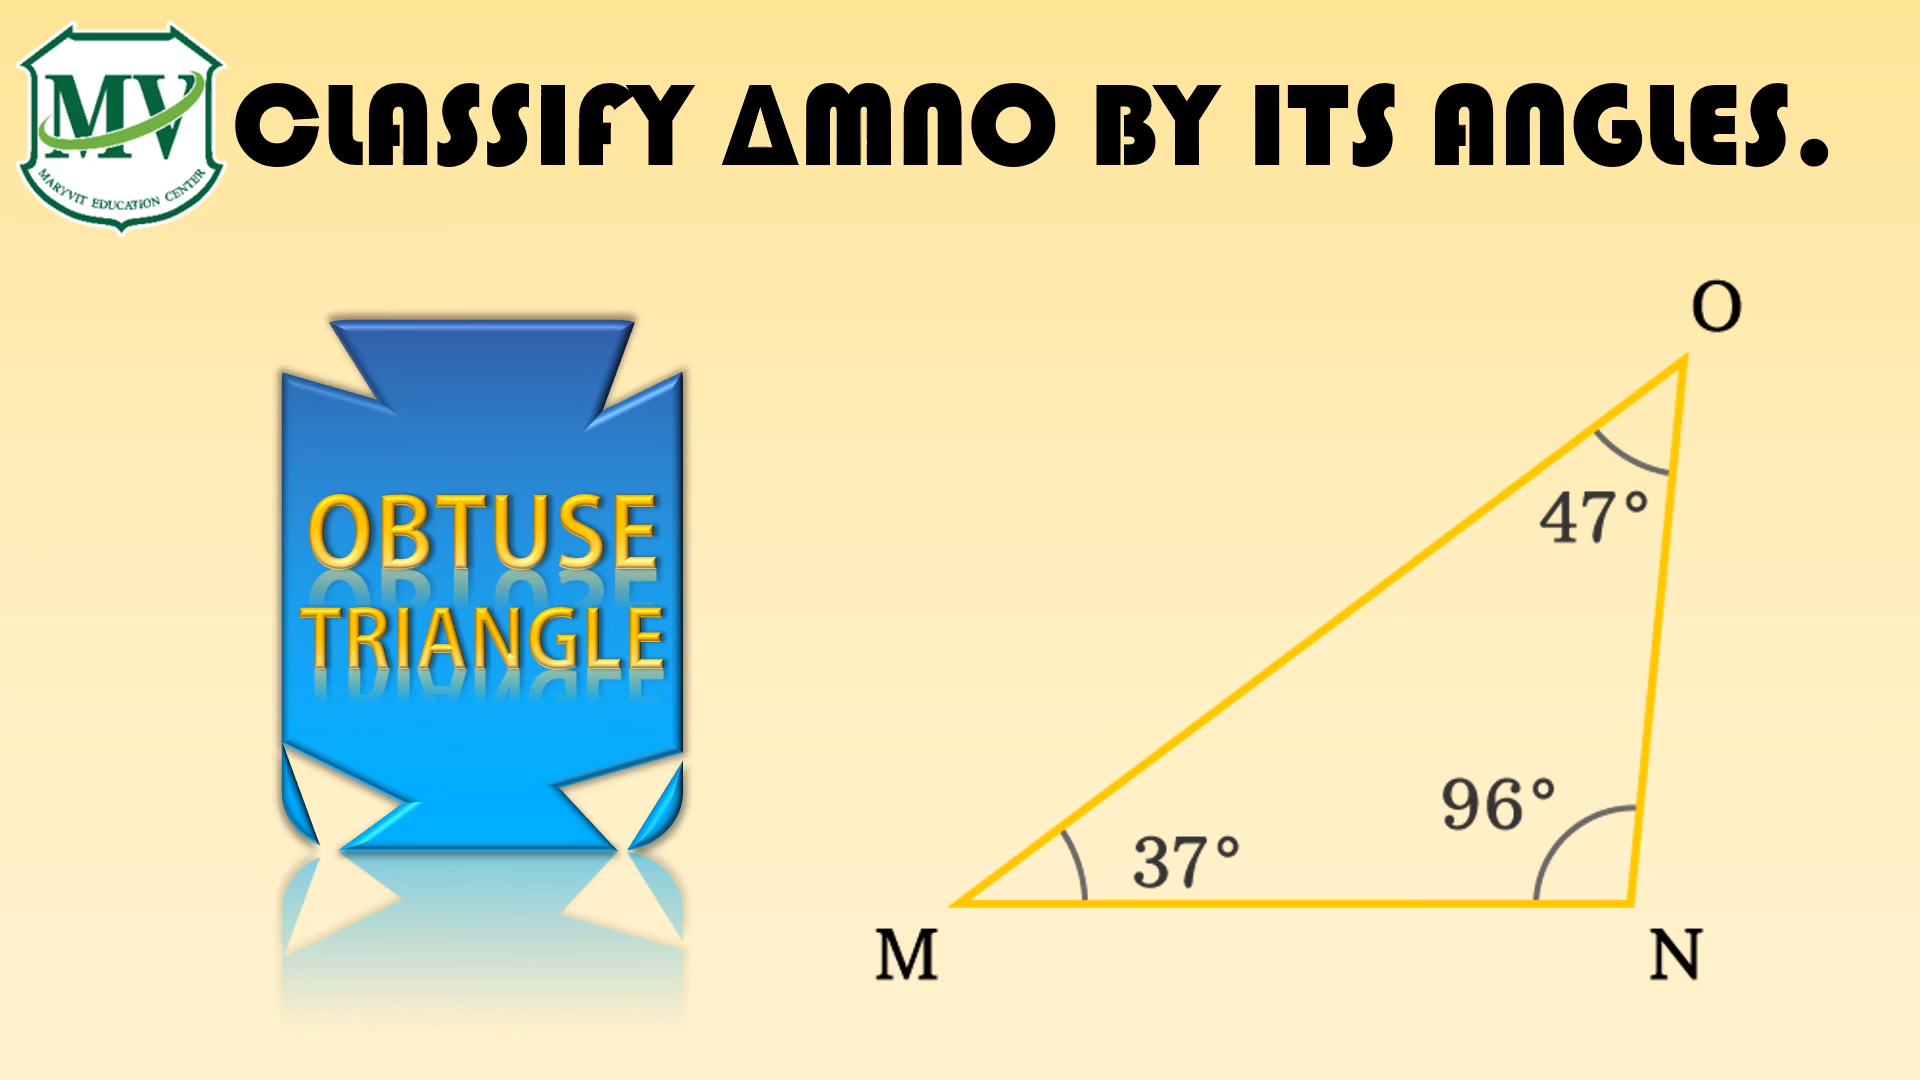 MV
MARYVIT EDUCATION CENTER
CLASSIFY ΔMNO BY ITS ANGLES.
OBTUSE
TRIANGLE
O
47°
96°
37°
M
N